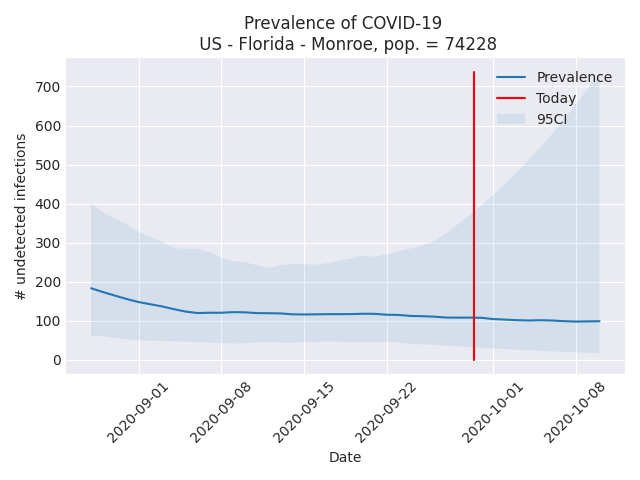 Prevalence of COVID-19
US - Florida - Monroe, pop. = 74228
Prevalence
Today
95CI
# undetected infections
700
600
500
400
300
200
100
0
2020-09-01
2020-09-08
2020-09-15
2020-09-22
2020-10-01
2020-10-08
Date